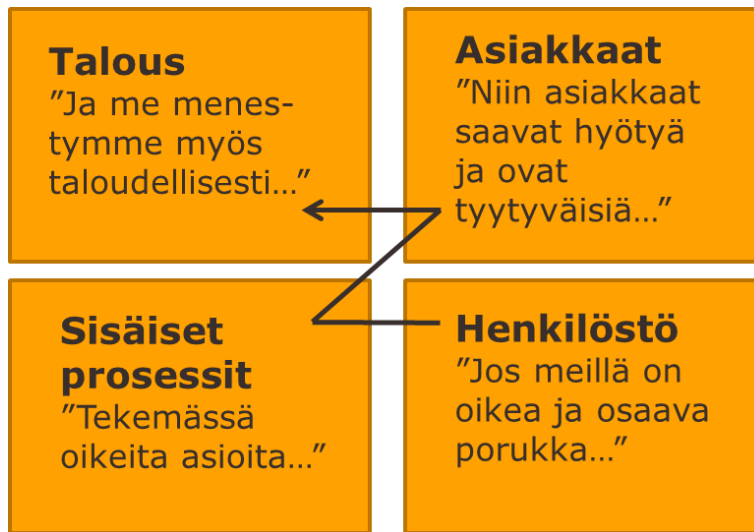 Talous
”Ja me menes-
tymme myös
taloudellisesti…”
Asiakkaat
”Niin asiakkaat
saavat hyötyä
ja ovat
tyytyväisiä…”
Sisäiset
prosessit
”Tekemässä
oikeita asioita…”
Henkilöstö
”Jos meillä on
oikea ja osaava
porukka…”